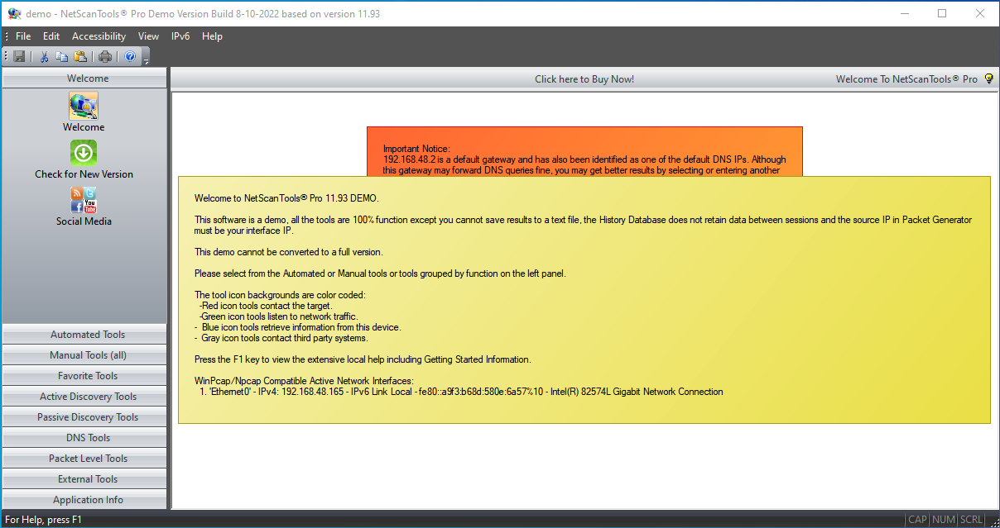 demo - NetScanTools® Pro Demo Version Build 8-10-2022 based on version 11.93
File Edit Accessibility View IPv6 Help
Welcome
Click here to Buy Now!
Welcome To NetScanTools® Pro
Welcome
Check for New Version
You
Tube
Social Media
Automated Tools
Manual Tools (all)
Favorite Tools
Active Discovery Tools
Passive Discovery Tools
DNS Tools
Packet Level Tools
External Tools
Application Info
Important Notice:
192.168.48.2 is a default gateway and has also been identified as one of the default DNS IPs. Although
this gateway may forward DNS queries fine, you may get better results by selecting or entering another
Welcome to NetScanTools® Pro 11.93 DEMO.
This software is a demo, all the tools are 100% function except you cannot save results to a text file, the History Database does not retain data between sessions and the source IP in Packet Generator
must be your interface IP.
This demo cannot be converted to a full version.
Please select from the Automated or Manual tools or tools grouped by function on the left panel.
The tool icon backgrounds are color coded:
-Red icon tools contact the target.
-Green icon tools listen to network traffic.
- Blue icon tools retrieve information from this device.
- Gray icon tools contact third party systems.
Press the F1 key to view the extensive local help including Getting Started Information.
WinPcap/Npcap Compatible Active Network Interfaces:
1. 'Ethernet0' - IPv4: 192.168.48.165 - IPv6 Link Local - fe80::a9f3:b68d:580e:6a57%10 - Intel(R) 82574L Gigabit Network Connection
For Help, press F1
CAP NUM SCRL